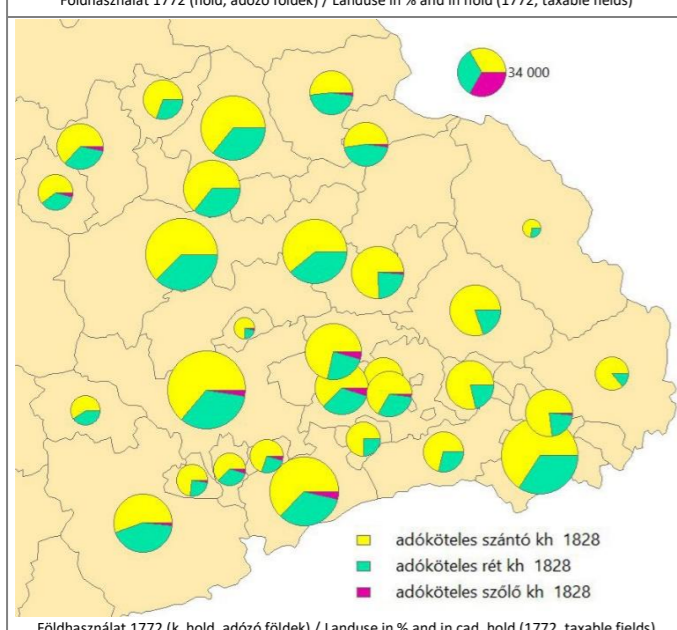 Földhasználat 1772 (hold, adózó földek) / Landuse in % and in hold (1772, taxable fields)
34 000
adóköteles szántó kh 1828
adóköteles rét kh 1828
adóköteles szőlő kh 1828
Földhasználat 1772 (k. hold, adózó földek) / Landuse in % and in cad. hold (1772, taxable fields)